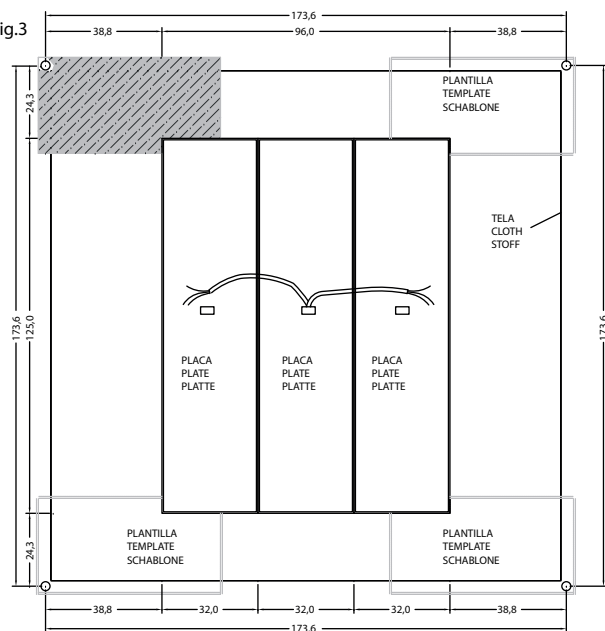 ig.3
173,6
38,8 96,0 38,8
24,3
PLANTILLA
TEMPLATE
SCHABLONE
TELA
CLOTH
STOFF
173,6
125,0
173,6
PLACA
PLATE
PLATTE
PLACA
PLATE
PLATTE
PLACA
PLATE
PLATTE
24,3
PLANTILLA
TEMPLATE
SCHABLONE
PLANTILLA
TEMPLATE
SCHABLONE
38,8 32,0 32,0 32,0 38,8
173,6